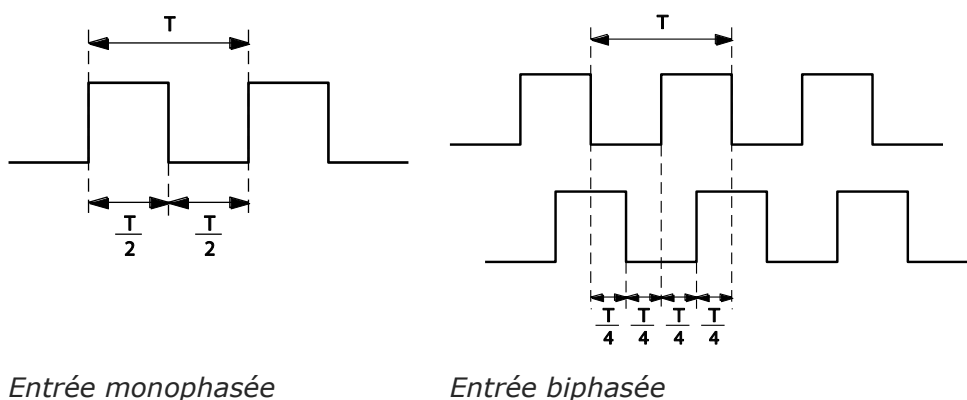 T
T
T/2 T/2
T/4 T/4 T/4 T/4
Entrée monophasée
Entrée biphasée